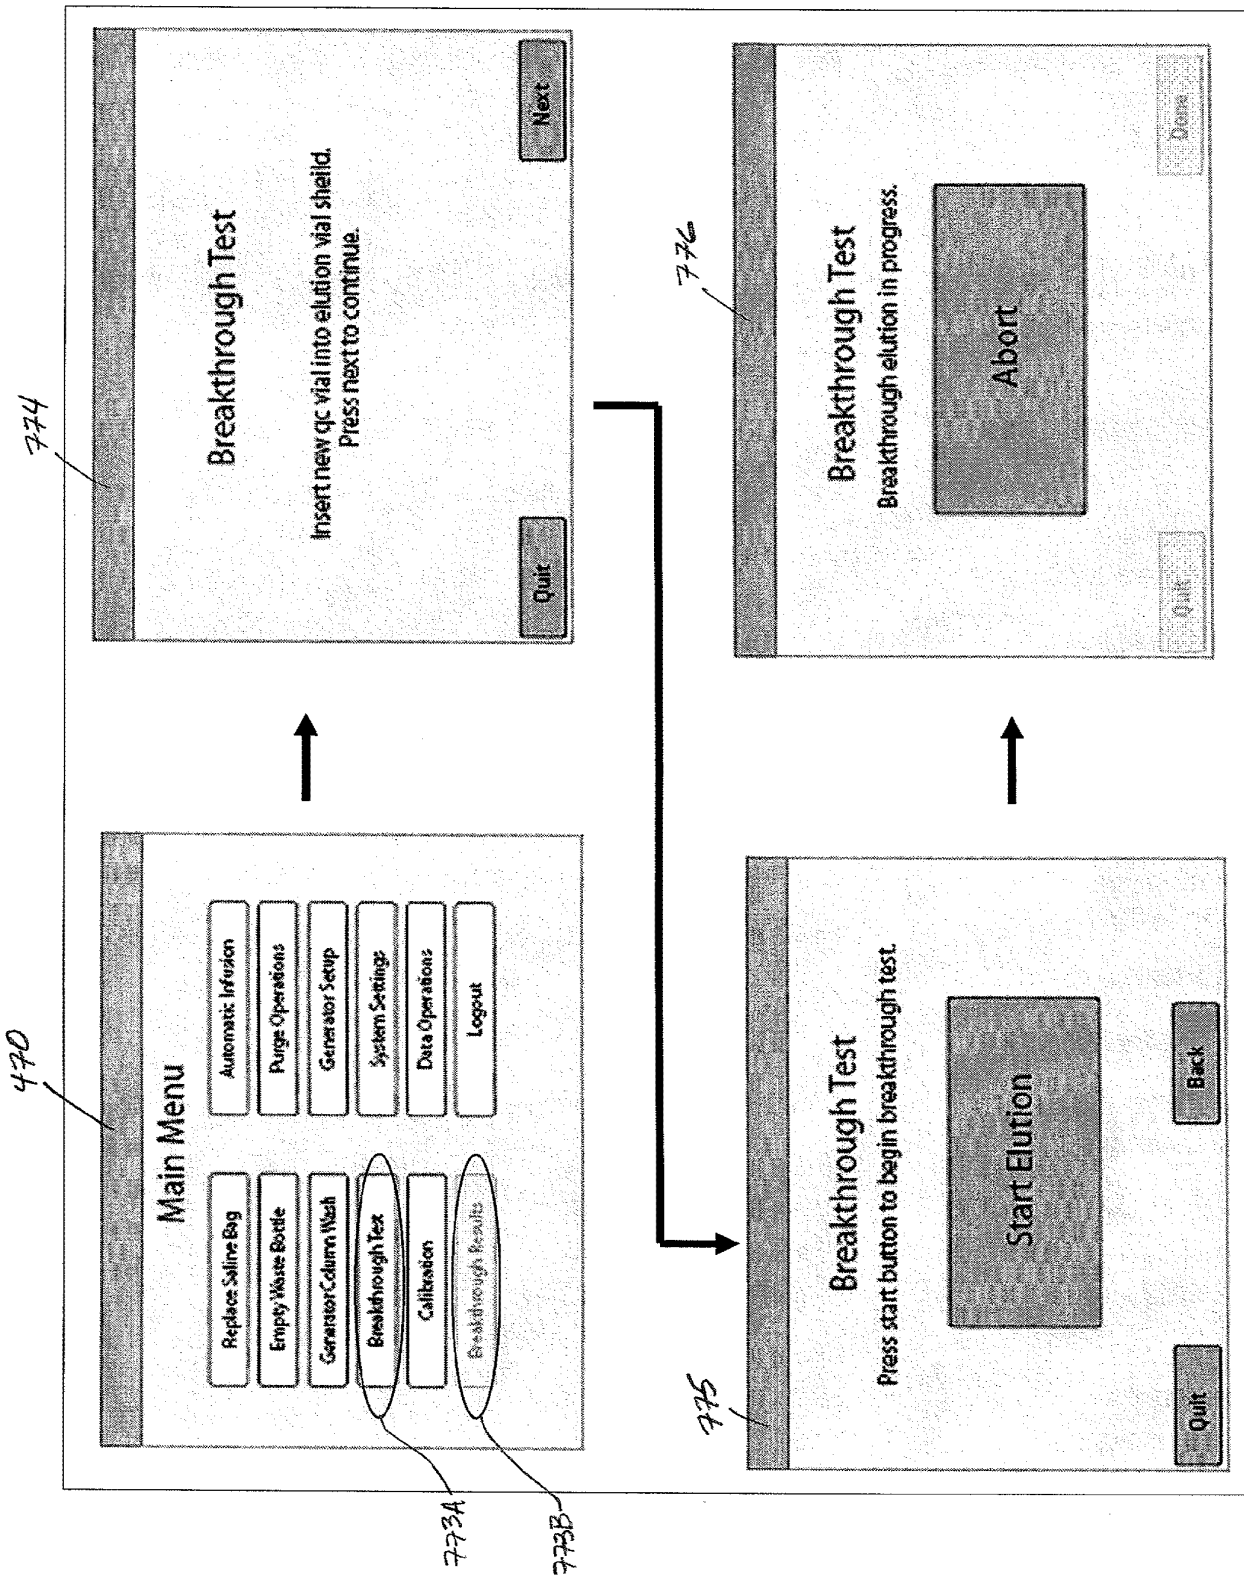 470
Main Menu
Replace Saline Bag
Automatic Infusion
Empty Waste Bottle
Purge Operations
Generator Column Wash
Generator Setup
Breakthrough Text
System Settings
Calibration
Data Operations
Breakthrough Results
Logout
773A
773B
774
Breakthrough Test
Insert new qc vial into elution vial sheild.
Press next to continue.
Quit
Next
775
Breakthrough Test
Press start button to begin breakthrough test.
Start Elution
Quit
Back
776
Breakthrough Test
Breakthrough elution in progress.
Abort
Quit
Done